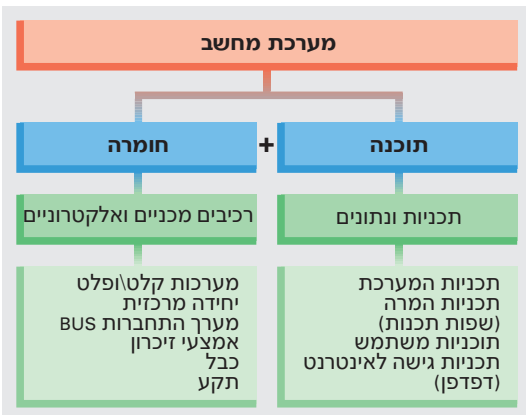 מערכת מחשב
תוכנה + חומרה
תכניות ונתונים
רכיבים מכניים ואלקטרוניים
תכניות המערכת
תכניות המרה
(שפות תכנות)
תוכניות משתמש
תכניות גישה לאינטרנט
(דפדפן)
מערכות קלט\ופלט
יחידה מרכזית
מערך התחברות BUS
אמצעי זיכרון
כבל
תקע